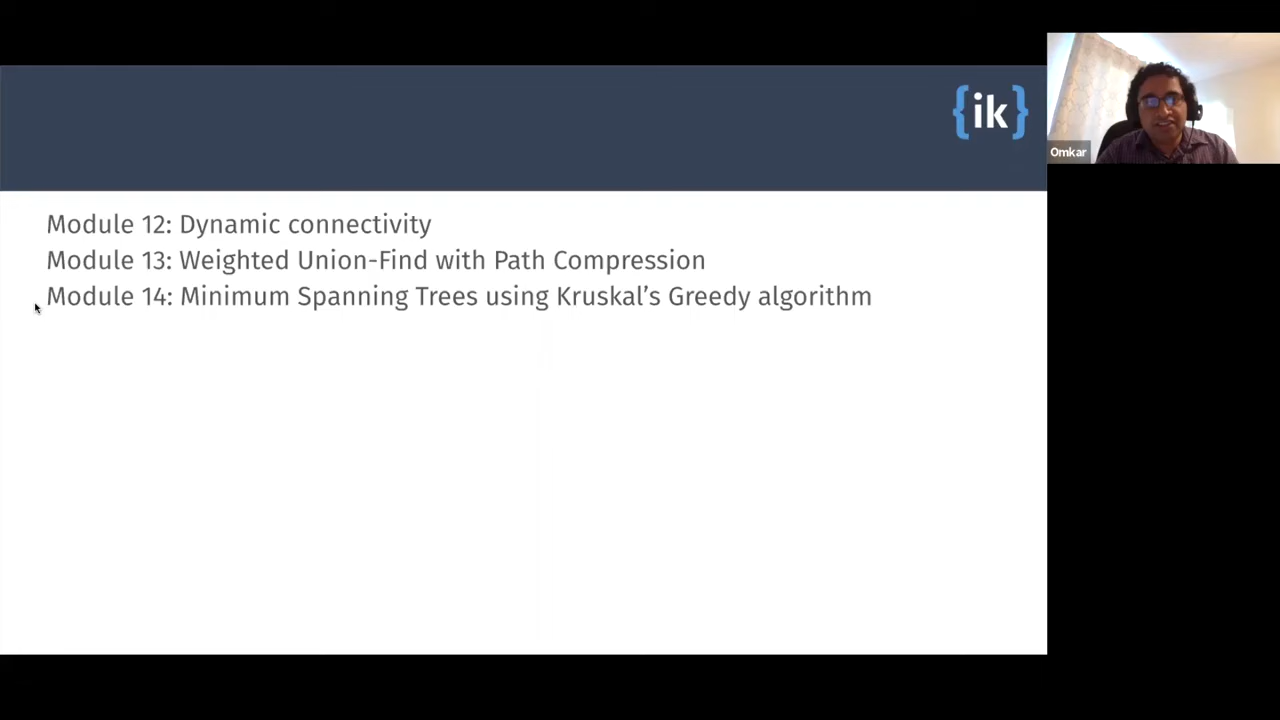 {ik}
Omkar
Module 12: Dynamic connectivity
Module 13: Weighted Union-Find with Path Compression
Module 14: Minimum Spanning Trees using Kruskal’s Greedy algorithm